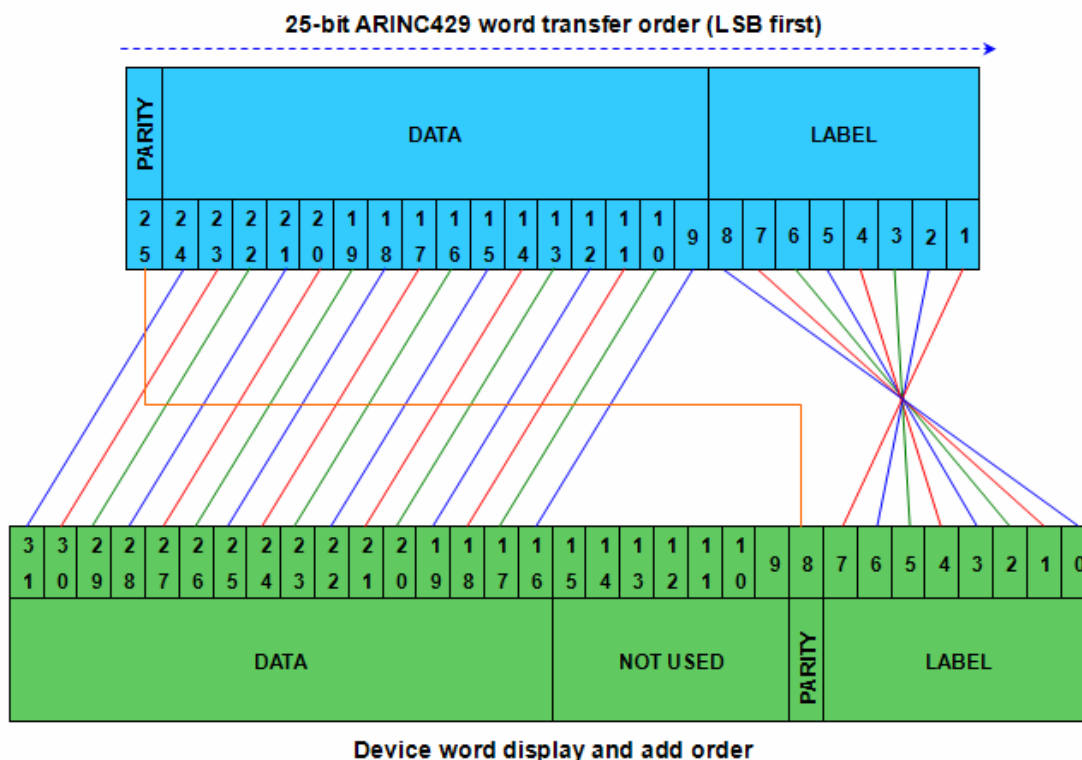 25-bit ARINC429 word transfer order (LSB first)
PARITY DATA LABEL
25 24 23 22 21 20 19 18 17 16 15 14 13 12 11 10 9 8 7 6 5 4 3 2 1
31 30 29 28 27 26 25 24 23 22 21 20 19 18 17 16 15 14 13 12 11 10 9 8 7 6 5 4 3 2 1 0
DATA NOT USED PARITY LABEL
Device word display and add order